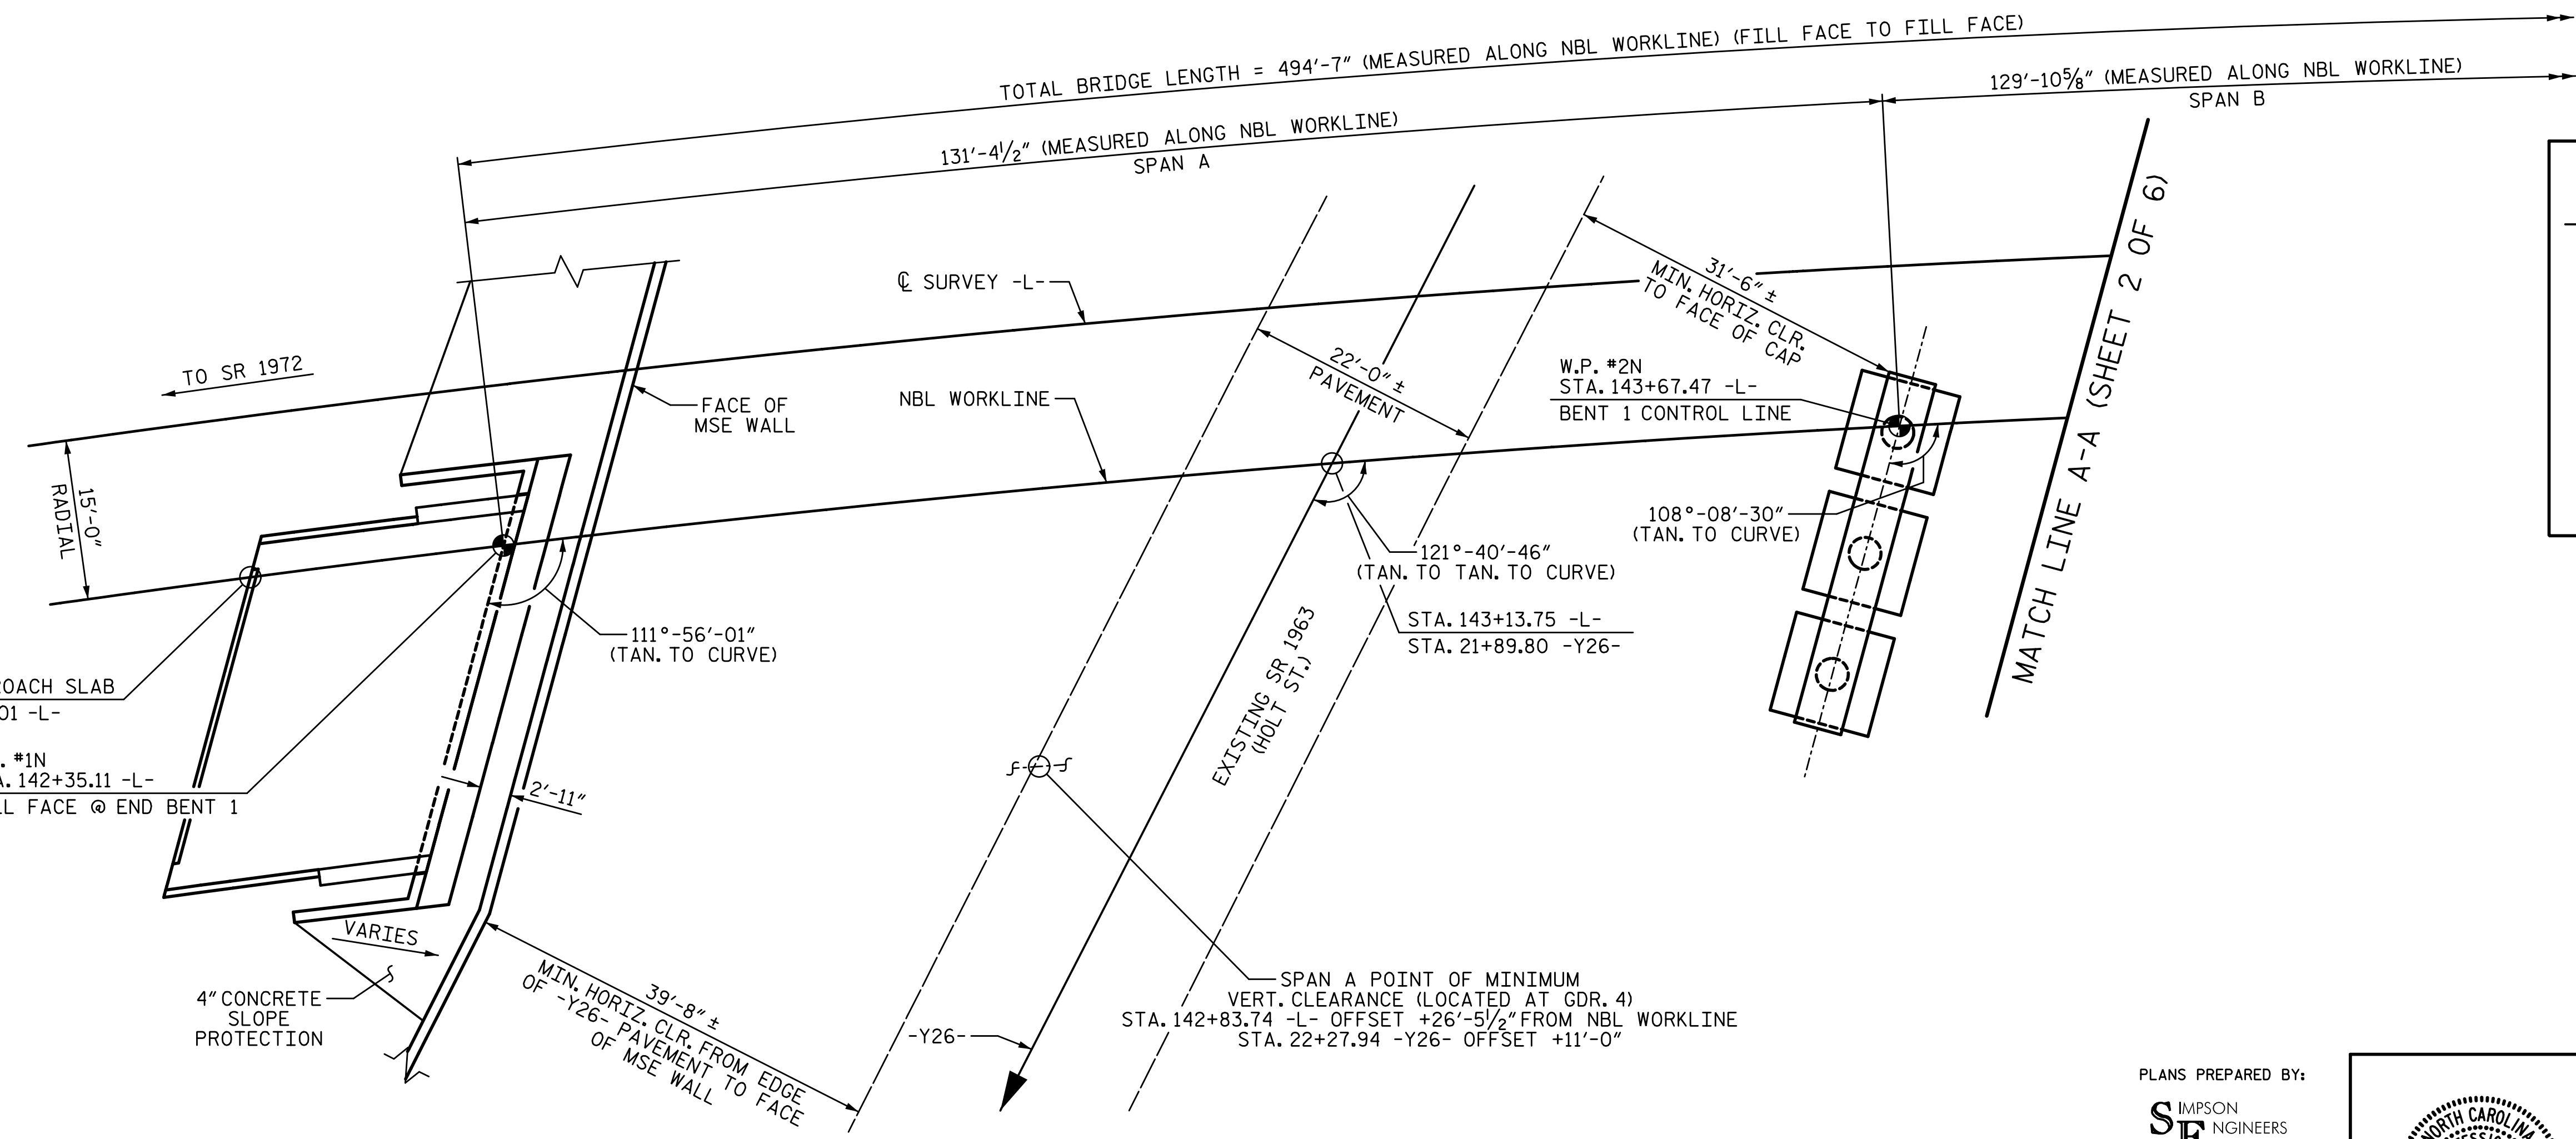 TOTAL BRIDGE LENGTH = 494'-7" (MEASURED ALONG NBL WORKLINE) (FILL FACE TO FILL FACE)
129'-10⅝" (MEASURED ALONG NBL WORKLINE)
SPAN B
131'-4½" (MEASURED ALONG NBL WORKLINE)
SPAN A
℄ SURVEY -L-
31'-6" ±
MIN. HORIZ. CLR.
TO FACE OF CAP
TO SR 1972
22'-0" ±
PAVEMENT
W.P. #2N
STA. 143+67.47 -L-
BENT 1 CONTROL LINE
NBL WORKLINE
FACE OF
MSE WALL
MATCH LINE A-A (SHEET 2 OF 6)
15'-0"
RADIAL
108°-08'-30"
(TAN. TO CURVE)
121°-40'-46"
(TAN. TO TAN. TO CURVE)
STA. 143+13.75 -L-
STA. 21+89.80 -Y26-
111°-56'-01"
(TAN. TO CURVE)
EXISTING SR 1963
(HOLT ST.)
OACH SLAB
01 -L-
. #1N
A. 142+35.11 -L-
LL FACE @ END BENT 1
2'-11"
VARIES
4" CONCRETE
SLOPE
PROTECTION
39'-8" ±
MIN. HORIZ. CLR. FROM EDGE
OF -Y26- PAVEMENT TO FACE
OF MSE WALL
-Y26-
SPAN A POINT OF MINIMUM
VERT. CLEARANCE (LOCATED AT GDR. 4)
STA. 142+83.74 -L- OFFSET +26'-5½" FROM NBL WORKLINE
STA. 22+27.94 -Y26- OFFSET +11'-0"
PLANS PREPARED BY:
SIMPSON
ENGINEERS
NORTH CAROLINA